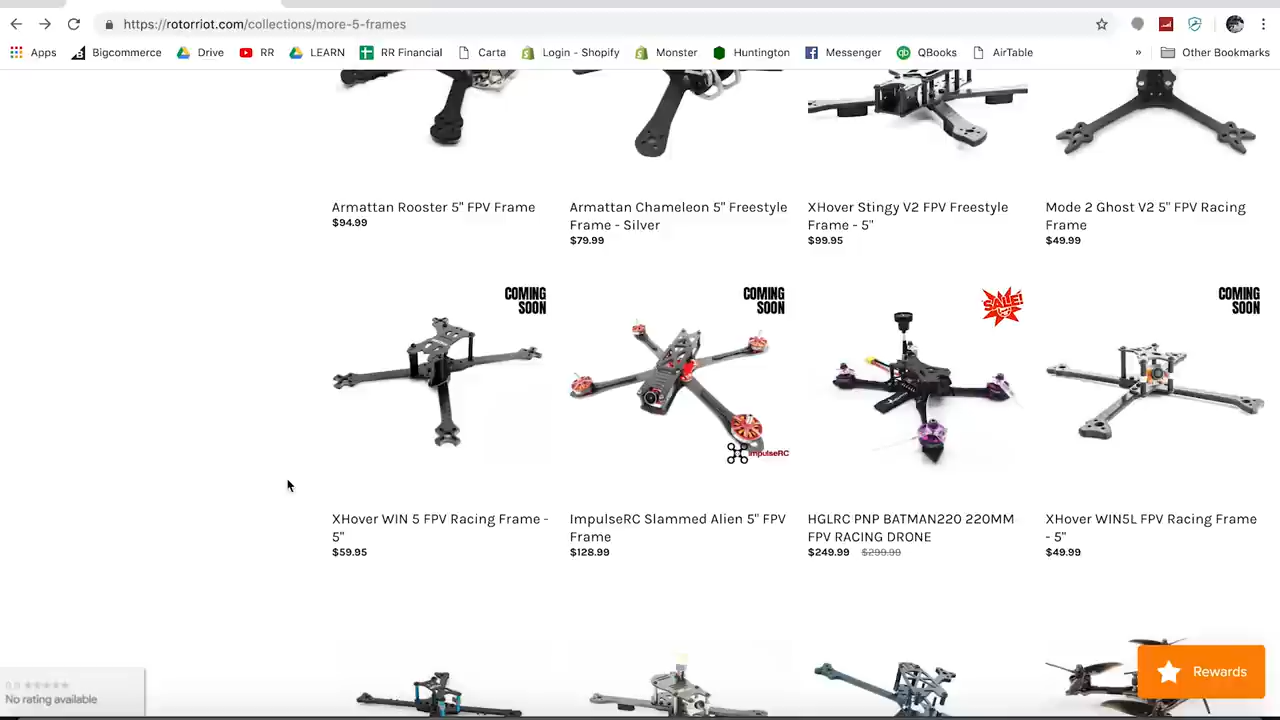 https://rotorriot.com/collections/more-5-frames
Apps Bigcommerce Drive RR LEARN RR Financial Carta Login - Shopify Monster Huntington Messenger QBooks AirTable » Other Bookmarks
Armattan Rooster 5" FPV Frame
$94.99
Armattan Chameleon 5" Freestyle
Frame - Silver
$79.99
XHover Stingy V2 FPV Freestyle
Frame - 5"
$99.95
Mode 2 Ghost V2 5" FPV Racing
Frame
$49.99
COMING
SOON
COMING
SOON
SALE!
COMING
SOON
ImpulseRC
XHover WIN 5 FPV Racing Frame -
5"
$59.95
ImpulseRC Slammed Alien 5" FPV
Frame
$128.99
HGLRC PNP BATMAN220 220MM
FPV RACING DRONE
$249.99 $299.99
XHover WIN5L FPV Racing Frame
- 5"
$49.99
0.0
No rating available
Rewards